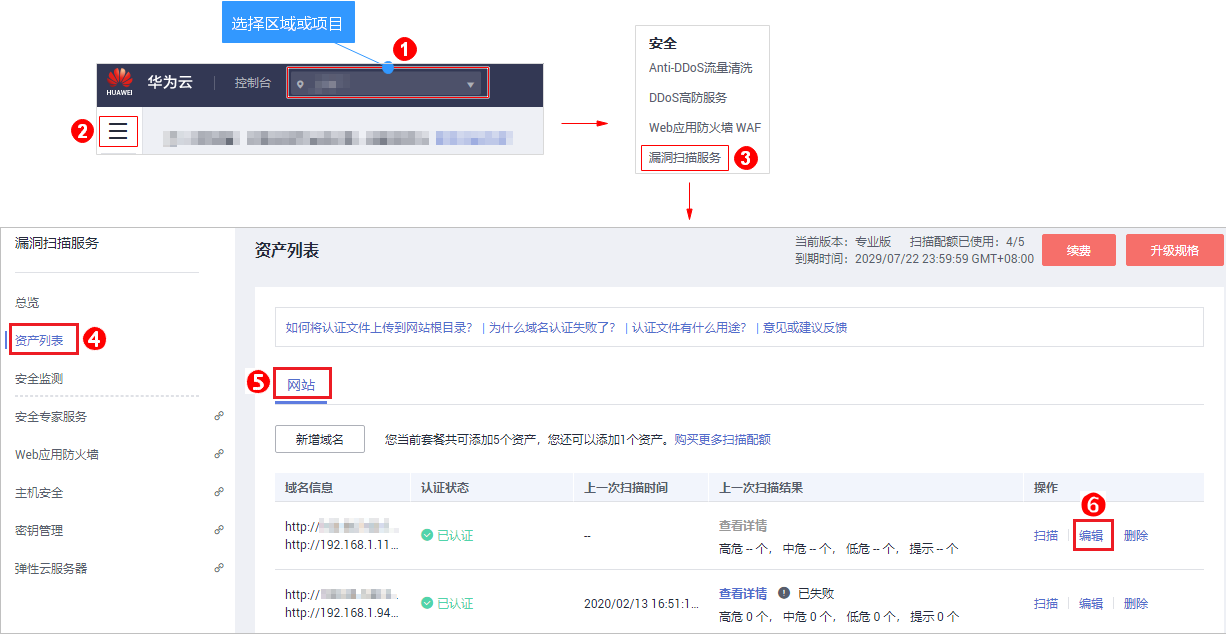 选择区域或项目
1
HUAWEI
华为云
控制台
2
安全
Anti-DDoS流量清洗
DDoS高防服务
Web应用防火墙 WAF
漏洞扫描服务
3
漏洞扫描服务
总览
资产列表
4
安全监测
安全专家服务
Web应用防火墙
主机安全
密钥管理
弹性云服务器
资产列表
当前版本： 专业版 扫描配额已使用： 4/5
到期时间： 2029/07/22 23:59:59 GMT+08:00
续费
升级规格
如何将认证文件上传到网站根目录？ | 为什么域名认证失败了？ | 认证文件有什么用途？ | 意见或建议反馈
5
网站
新增域名
您当前套餐共可添加5个资产，您还可以添加1个资产。购买更多扫描配额
域名信息 认证状态 上一次扫描时间 上一次扫描结果 操作
6
http://
http://192.168.1.11...
已认证
--
查看详情
高危 -- 个， 中危 -- 个， 低危 -- 个， 提示 -- 个
扫描 编辑 删除
http://
http://192.168.1.94...
已认证
2020/02/13 16:51:1...
查看详情 已失败
高危 0 个， 中危 0 个， 低危 0 个， 提示 0 个
扫描 编辑 删除